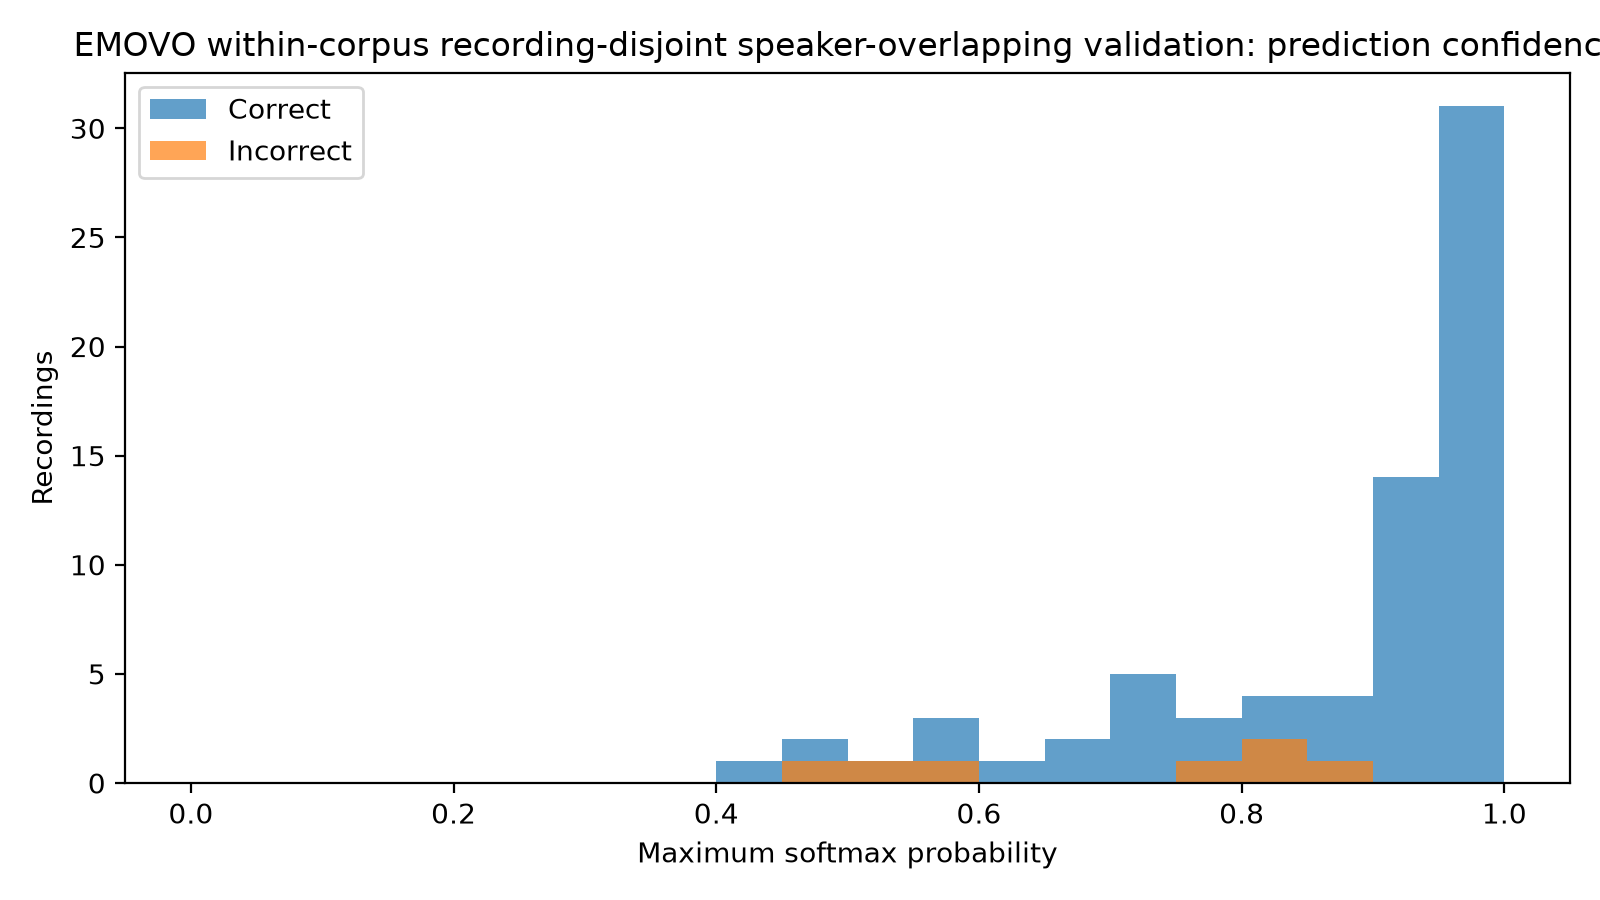 EMOVO within-corpus recording-disjoint speaker-overlapping validation: prediction confidenc
Correct
Incorrect
30
25
20
15
10
5
0
Recordings
0.0 0.2 0.4 0.6 0.8 1.0
Maximum softmax probability